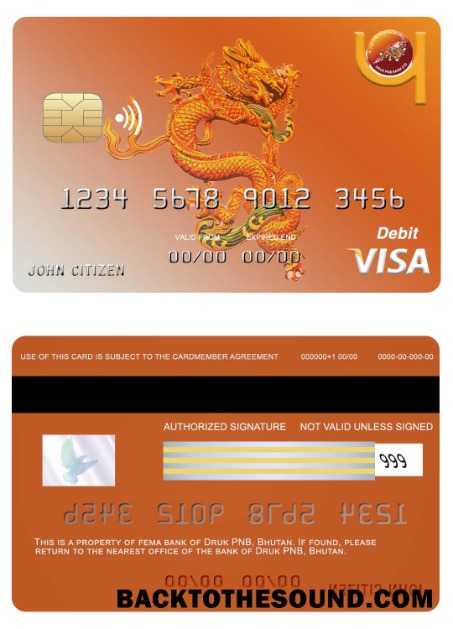 1234 5678 9012 3456
VALID FROM EXPIRES END
00/00 00/00
JOHN CITIZEN
Debit
VISA
USE OF THIS CARD IS SUBJECT TO THE CARDMEMBER AGREEMENT 000000+1 00/00 0000-00-000-00
AUTHORIZED SIGNATURE NOT VALID UNLESS SIGNED
999
1234 5678 9012 3456
THIS IS A PROPERTY OF FEMA BANK OF DRUK PNB, BHUTAN. IF FOUND, PLEASE
RETURN TO THE NEAREST OFFICE OF THE BANK OF DRUK PNB, BHUTAN.
00/00 00/00
JOHN CITIZEN
BACKTOTHESOUND.COM